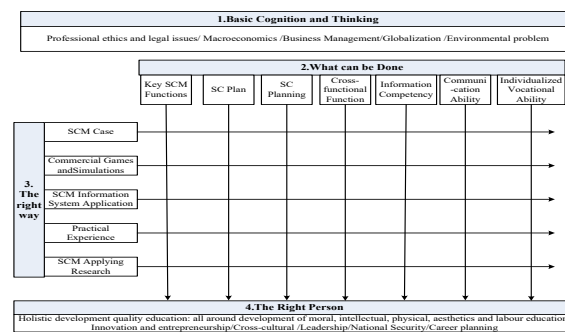 1.Basic Cognition and Thinking
Professional ethics and legal issues/ Macroeconomics /Business Management/Globalization /Environmental problem
2.What can be Done
Key SCM
Functions
SC Plan
SC
Planning
Cross-
functional
Function
Information
Competency
Communi
-cation
Ability
Individualized
Vocational
Ability
3.
The
right
way
SCM Case
Commercial Games
andSimulations
SCM Information
System Application
Practical
Experience
SCM Applying
Research
4.The Right Person
Holistic development quality education: all around development of moral, intellectual, physical, aesthetics and labour education
Innovation and entrepreneurship/Cross-cultural /Leadership/National Security/Career planning